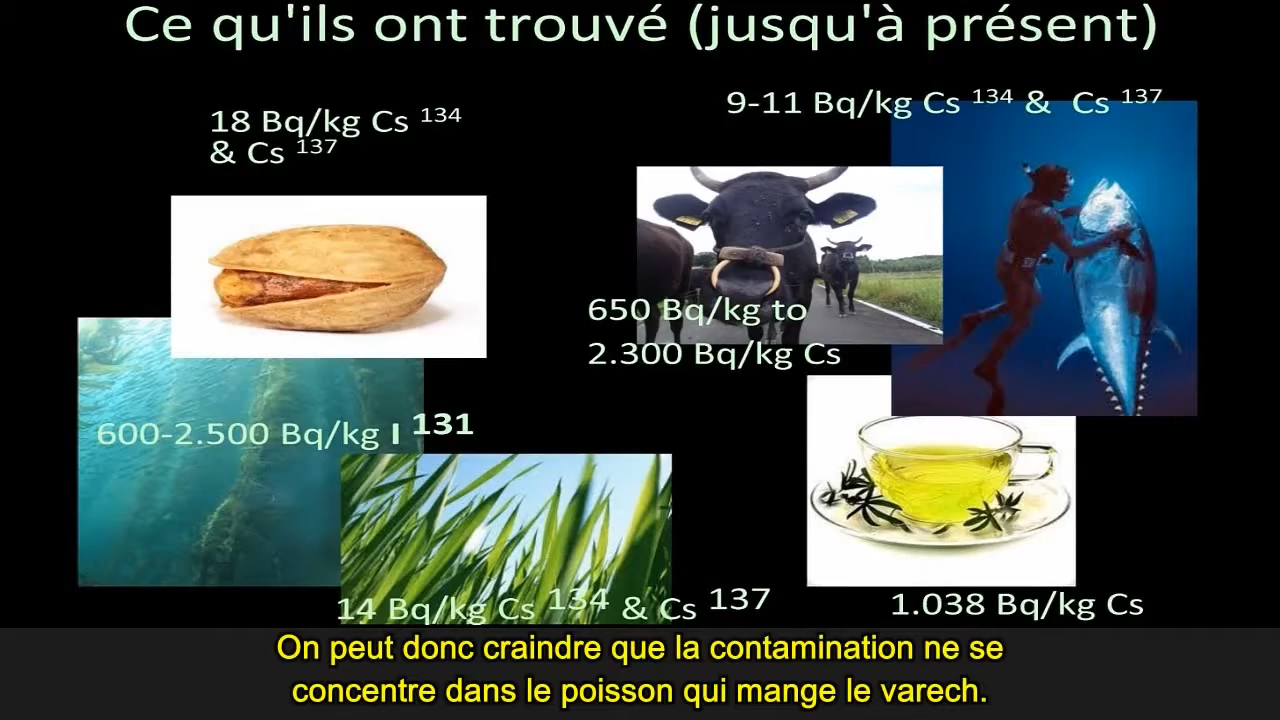 Ce qu'ils ont trouvé (jusqu'à présent)
18 Bq/kg Cs 134
& Cs 137
9-11 Bq/kg Cs 134 & Cs 137
650 Bq/kg to
2.300 Bq/kg Cs
600-2.500 Bq/kg I 131
14 Bq/kg Cs 134 & Cs 137
1.038 Bq/kg Cs
On peut donc craindre que la contamination ne se
concentre dans le poisson qui mange le varech.